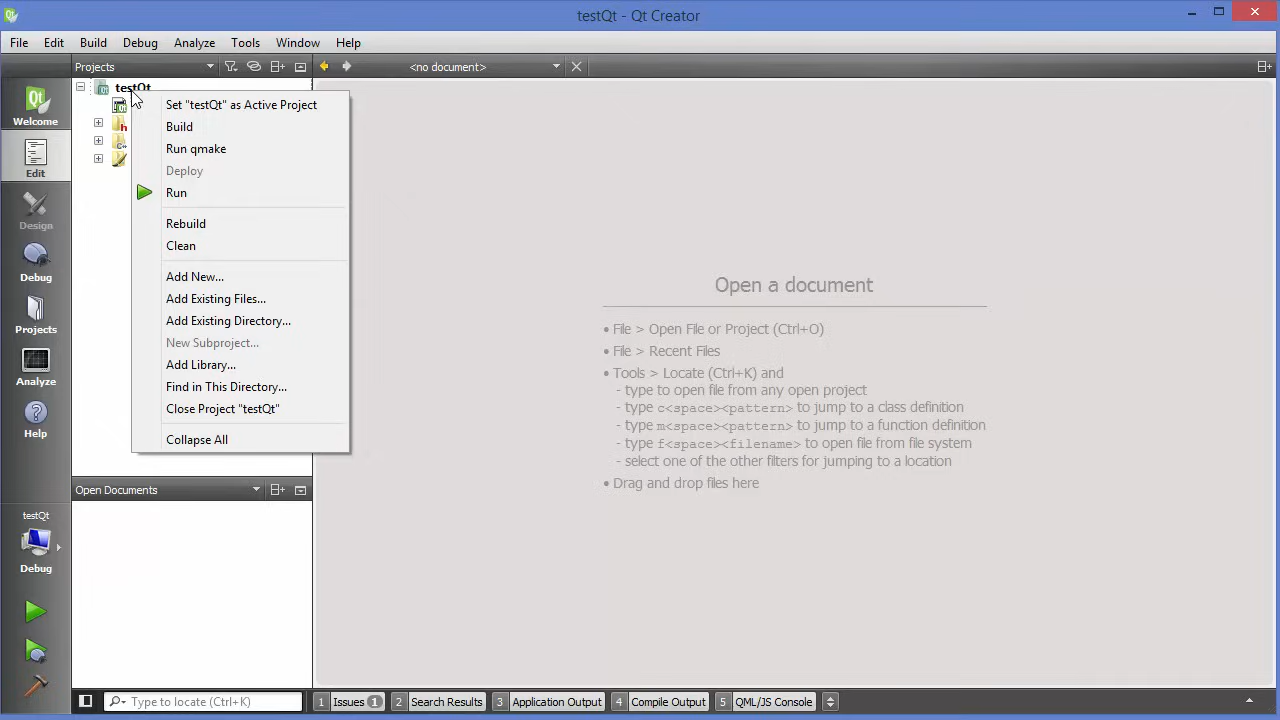 testQt - Qt Creator
File Edit Build Debug Analyze Tools Window Help
Projects
<no document>
testQt
Welcome
Edit
Design
Debug
Projects
Analyze
Help
testQt
Debug
Set "testQt" as Active Project
Build
Run qmake
Deploy
Run
Rebuild
Clean
Add New...
Add Existing Files...
Add Existing Directory...
New Subproject...
Add Library...
Find in This Directory...
Close Project "testQt"
Collapse All
Open Documents
Open a document
• File > Open File or Project (Ctrl+O)
• File > Recent Files
• Tools > Locate (Ctrl+K) and
- type to open file from any open project
- type c<space><pattern> to jump to a class definition
- type m<space><pattern> to jump to a function definition
- type f<space><filename> to open file from file system
- select one of the other filters for jumping to a location
• Drag and drop files here
Type to locate (Ctrl+K)
1 Issues 1 2 Search Results 3 Application Output 4 Compile Output 5 QML/JS Console